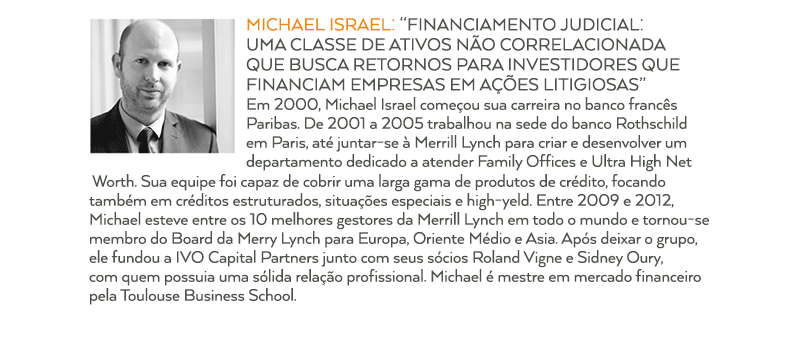 MICHAEL ISRAEL: “FINANCIAMENTO JUDICIAL:
UMA CLASSE DE ATIVOS NÃO CORRELACIONADA
QUE BUSCA RETORNOS PARA INVESTIDORES QUE
FINANCIAM EMPRESAS EM AÇÕES LITIGIOSAS”
Em 2000, Michael Israel começou sua carreira no banco francês
Paribas. De 2001 a 2005 trabalhou na sede do banco Rothschild
em Paris, até juntar-se à Merrill Lynch para criar e desenvolver um
departamento dedicado a atender Family Offices e Ultra High Net
Worth. Sua equipe foi capaz de cobrir uma larga gama de produtos de crédito, focando
também em créditos estruturados, situações especiais e high-yeld. Entre 2009 e 2012,
Michael esteve entre os 10 melhores gestores da Merrill Lynch em todo o mundo e tornou-se
membro do Board da Merry Lynch para Europa, Oriente Médio e Asia. Após deixar o grupo,
ele fundou a IVO Capital Partners junto com seus sócios Roland Vigne e Sidney Oury,
com quem possuia uma sólida relação profissional. Michael é mestre em mercado financeiro
pela Toulouse Business School.